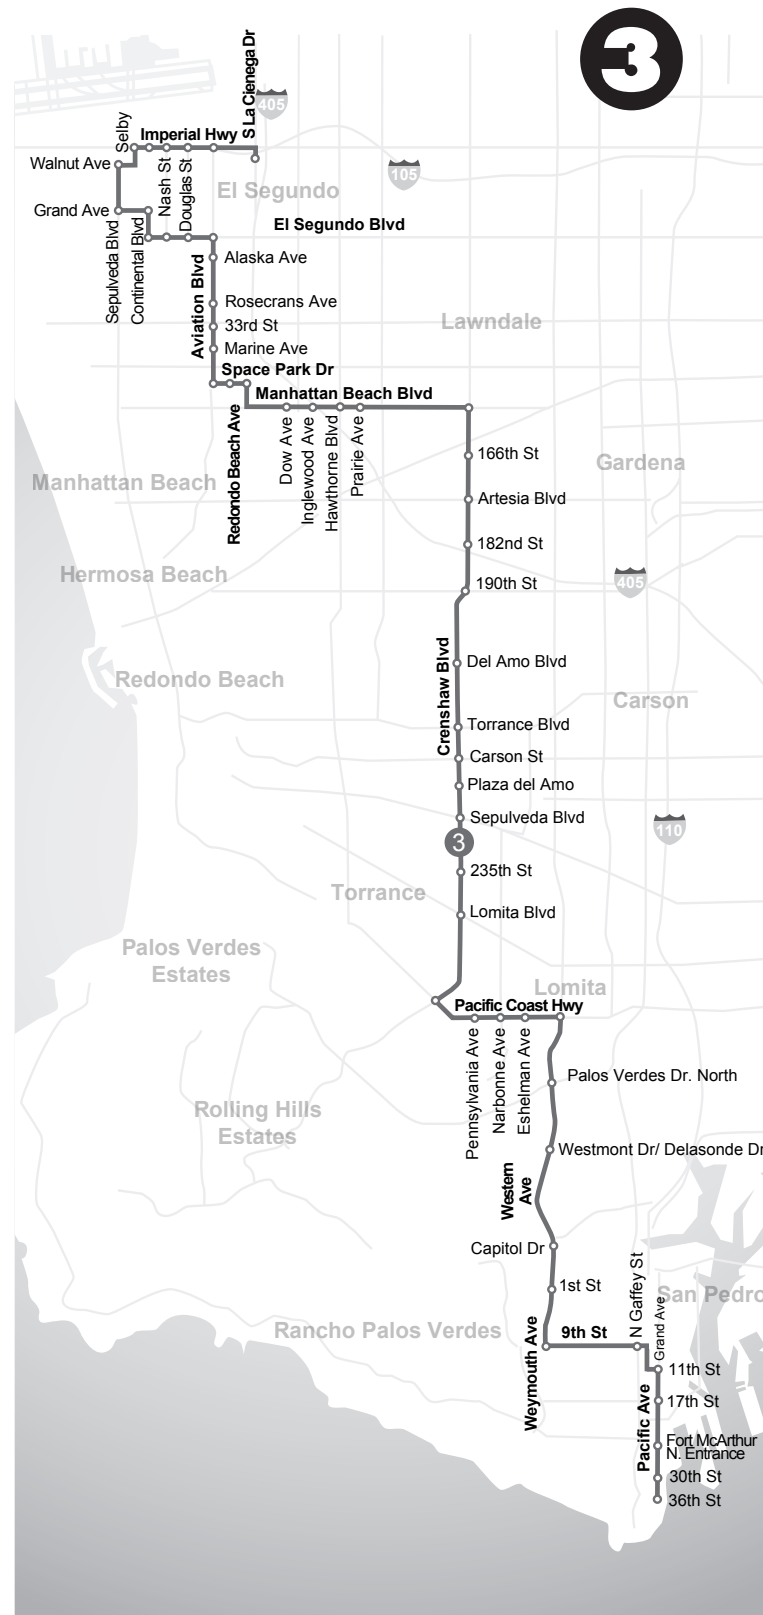 3
S La Cienega Dr
405
Selby
Imperial Hwy
Walnut Ave
Nash St
Douglas St
105
El Segundo
Grand Ave
Sepulveda Blvd
Continental Blvd
El Segundo Blvd
Alaska Ave
Aviation Blvd
Rosecrans Ave
33rd St
Lawndale
Marine Ave
Space Park Dr
Manhattan Beach Blvd
Redondo Beach Ave
Dow Ave
Inglewood Ave
Hawthorne Blvd
Prairie Ave
166th St
Gardena
Manhattan Beach
Artesia Blvd
182nd St
Hermosa Beach
190th St
405
Crenshaw Blvd
Del Amo Blvd
Redondo Beach
Carson
Torrance Blvd
Carson St
Plaza del Amo
Sepulveda Blvd
110
3
235th St
Torrance
Lomita Blvd
Palos Verdes
Estates
Lomita
Pacific Coast Hwy
Pennsylvania Ave
Narbonne Ave
Eshelman Ave
Palos Verdes Dr. North
Rolling Hills
Estates
Westmont Dr/ Delasonde Dr
Western
Ave
Capitol Dr
N Gaffey St
1st St
San Pedro
Grand Ave
Rancho Palos Verdes
Weymouth Ave
9th St
11th St
Pacific Ave
17th St
Fort McArthur
N. Entrance
30th St
36th St